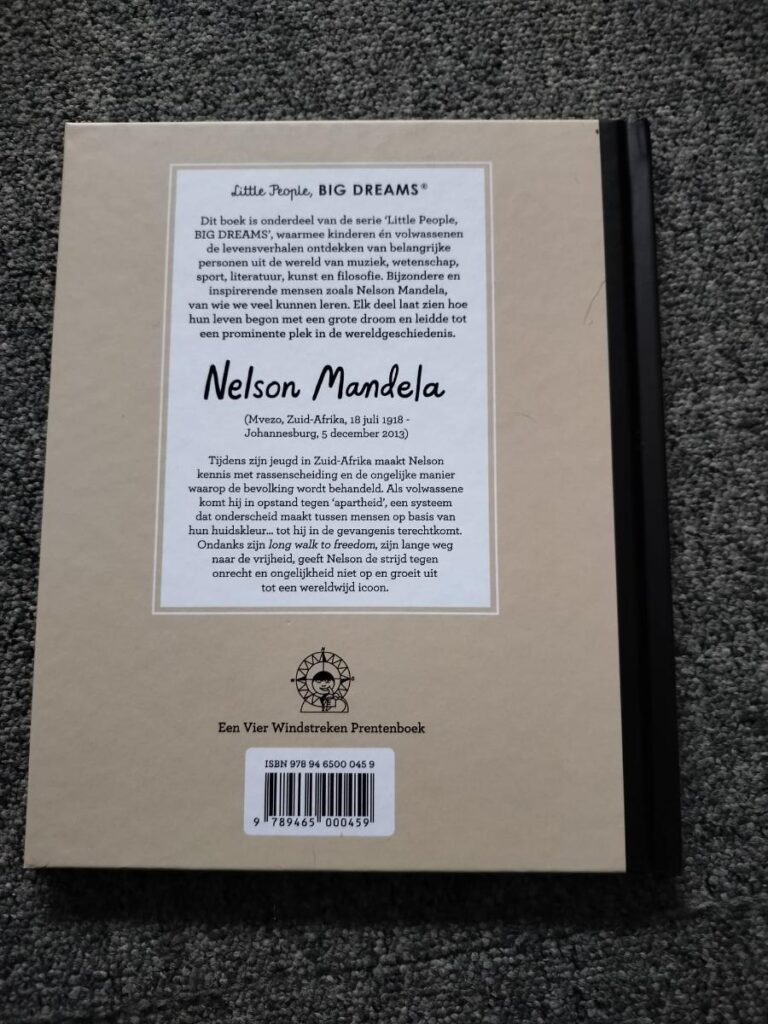 Little People, BIG DREAMS®
Dit boek is onderdeel van de serie ‘Little People,
BIG DREAMS’, waarmee kinderen én volwassenen
de levensverhalen ontdekken van belangrijke
personen uit de wereld van muziek, wetenschap,
sport, literatuur, kunst en filosofie. Bijzondere en
inspirerende mensen zoals Nelson Mandela,
van wie we veel kunnen leren. Elk deel laat zien hoe
hun leven begon met een grote droom en leidde tot
een prominente plek in de wereldgeschiedenis.
Nelson Mandela
(Mvezo, Zuid-Afrika, 18 juli 1918 -
Johannesburg, 5 december 2013)
Tijdens zijn jeugd in Zuid-Afrika maakt Nelson
kennis met rassenscheiding en de ongelijke manier
waarop de bevolking wordt behandeld. Als volwassene
komt hij in opstand tegen ‘apartheid’, een systeem
dat onderscheid maakt tussen mensen op basis van
hun huidskleur... tot hij in de gevangenis terechtkomt.
Ondanks zijn long walk to freedom, zijn lange weg
naar de vrijheid, geeft Nelson de strijd tegen
onrecht en ongelijkheid niet op en groeit uit
tot een wereldwijd icoon.
Een Vier Windstreken Prentenboek
ISBN 978 94 6500 045 9
9 789465 000459